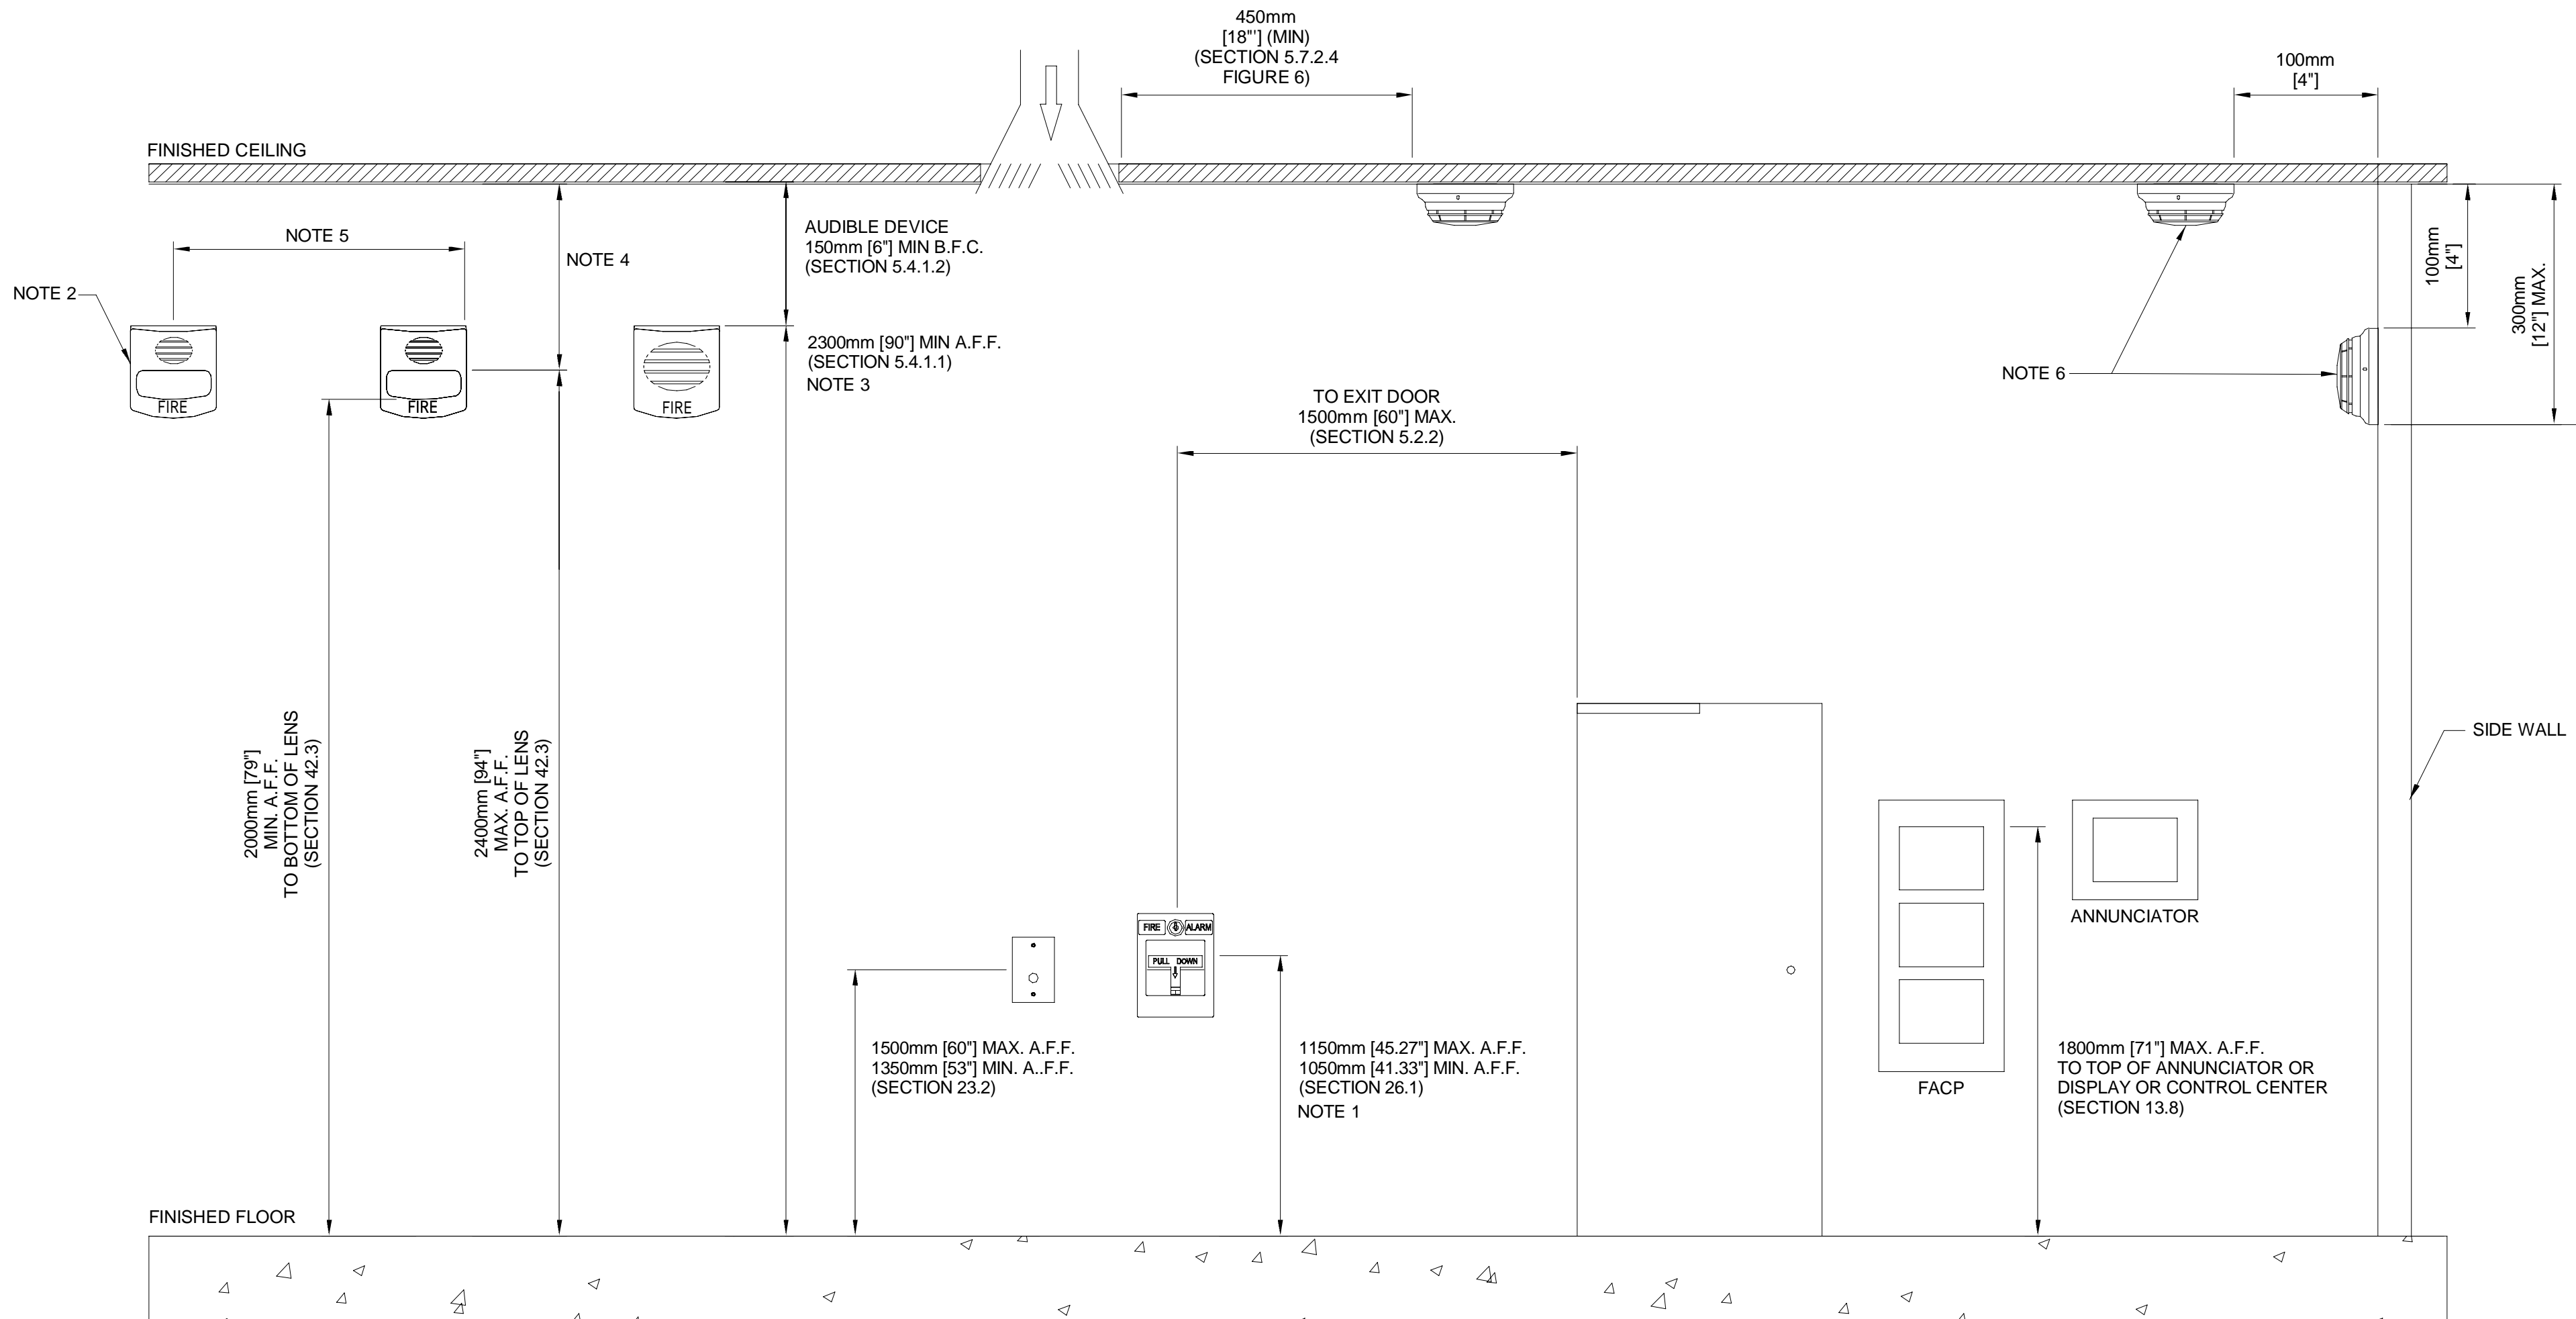 450mm
[18"'] (MIN)
(SECTION 5.7.2.4
FIGURE 6)
100mm
[4"]
FINISHED CEILING
NOTE 5
NOTE 4
AUDIBLE DEVICE
150mm [6"] MIN B.F.C.
(SECTION 5.4.1.2)
100mm
[4"]
300mm
[12"] MAX.
NOTE 2
2300mm [90"] MIN A.F.F.
(SECTION 5.4.1.1)
NOTE 3
NOTE 6
FIRE
FIRE
FIRE
TO EXIT DOOR
1500mm [60"] MAX.
(SECTION 5.2.2)
2000mm [79"]
MIN. A.F.F.
TO BOTTOM OF LENS
(SECTION 42.3)
2400mm [94"]
MAX. A.F.F.
TO TOP OF LENS
(SECTION 42.3)
SIDE WALL
FIRE ALARM
PULL DOWN
ANNUNCIATOR
1500mm [60"] MAX. A.F.F.
1350mm [53"] MIN. A..F.F.
(SECTION 23.2)
1150mm [45.27"] MAX. A.F.F.
1050mm [41.33"] MIN. A.F.F.
(SECTION 26.1)
NOTE 1
FACP
1800mm [71"] MAX. A.F.F.
TO TOP OF ANNUNCIATOR OR
DISPLAY OR CONTROL CENTER
(SECTION 13.8)
FINISHED FLOOR